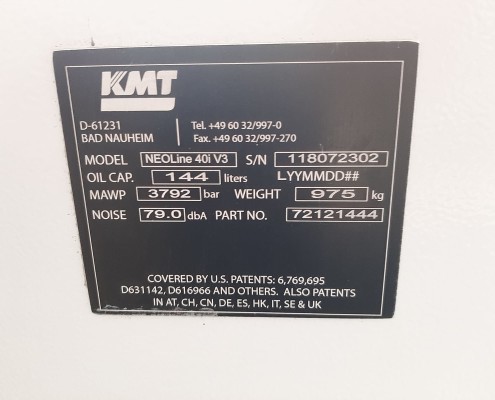 KMT
D-61231 Tel. +49 60 32/997-0
BAD NAUHEIM Fax. +49 60 32/997-270
MODEL NEOLine 40i V3 S/N 118072302
OIL CAP. 144 liters LYYMMDD##
MAWP 3792 bar WEIGHT 975 kg
NOISE 79.0 dbA PART NO. 72121444
COVERED BY U.S. PATENTS: 6,769,695
D631142, D616966 AND OTHERS. ALSO PATENTS
IN AT, CH, CN, DE, ES, HK, IT, SE & UK